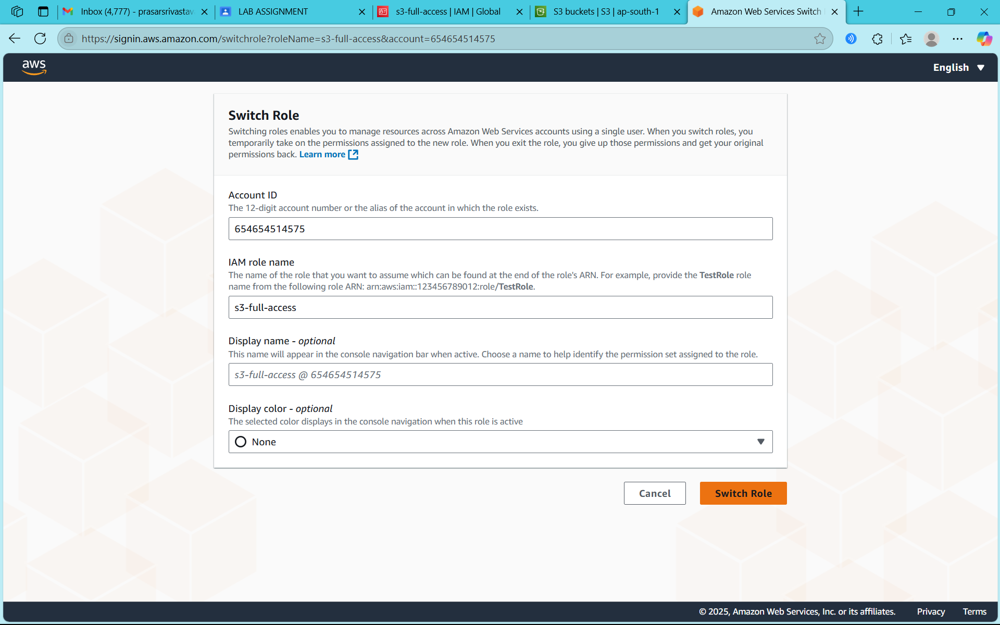 Inbox (4,777) - prasarsrivastav
LAB ASSIGNMENT
s3-full-access | IAM | Global
S3 buckets | S3 | ap-south-1
Amazon Web Services Switch
https://signin.aws.amazon.com/switchrole?roleName=s3-full-access&account=654654514575
aws
English
Switch Role
Switching roles enables you to manage resources across Amazon Web Services accounts using a single user. When you switch roles, you
temporarily take on the permissions assigned to the new role. When you exit the role, you give up those permissions and get your original
permissions back. Learn more
Account ID
The 12-digit account number or the alias of the account in which the role exists.
654654514575
IAM role name
The name of the role that you want to assume which can be found at the end of the role's ARN. For example, provide the TestRole role
name from the following role ARN: arn:aws:iam::123456789012:role/TestRole.
s3-full-access
Display name - optional
This name will appear in the console navigation bar when active. Choose a name to help identify the permission set assigned to the role.
s3-full-access @ 654654514575
Display color - optional
The selected color displays in the console navigation when this role is active
None
Cancel
Switch Role
© 2025, Amazon Web Services, Inc. or its affiliates.
Privacy
Terms